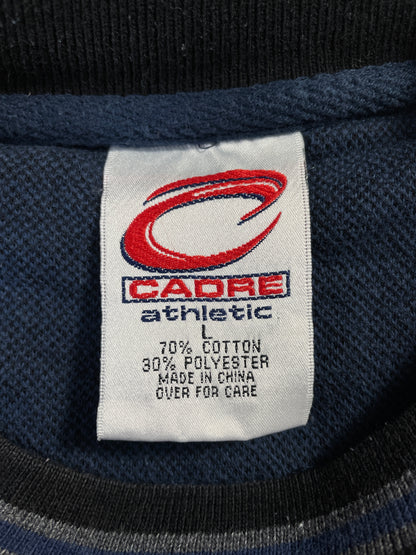 CADRE
athletic
L
70% COTTON
30% POLYESTER
MADE IN CHINA
OVER FOR CARE